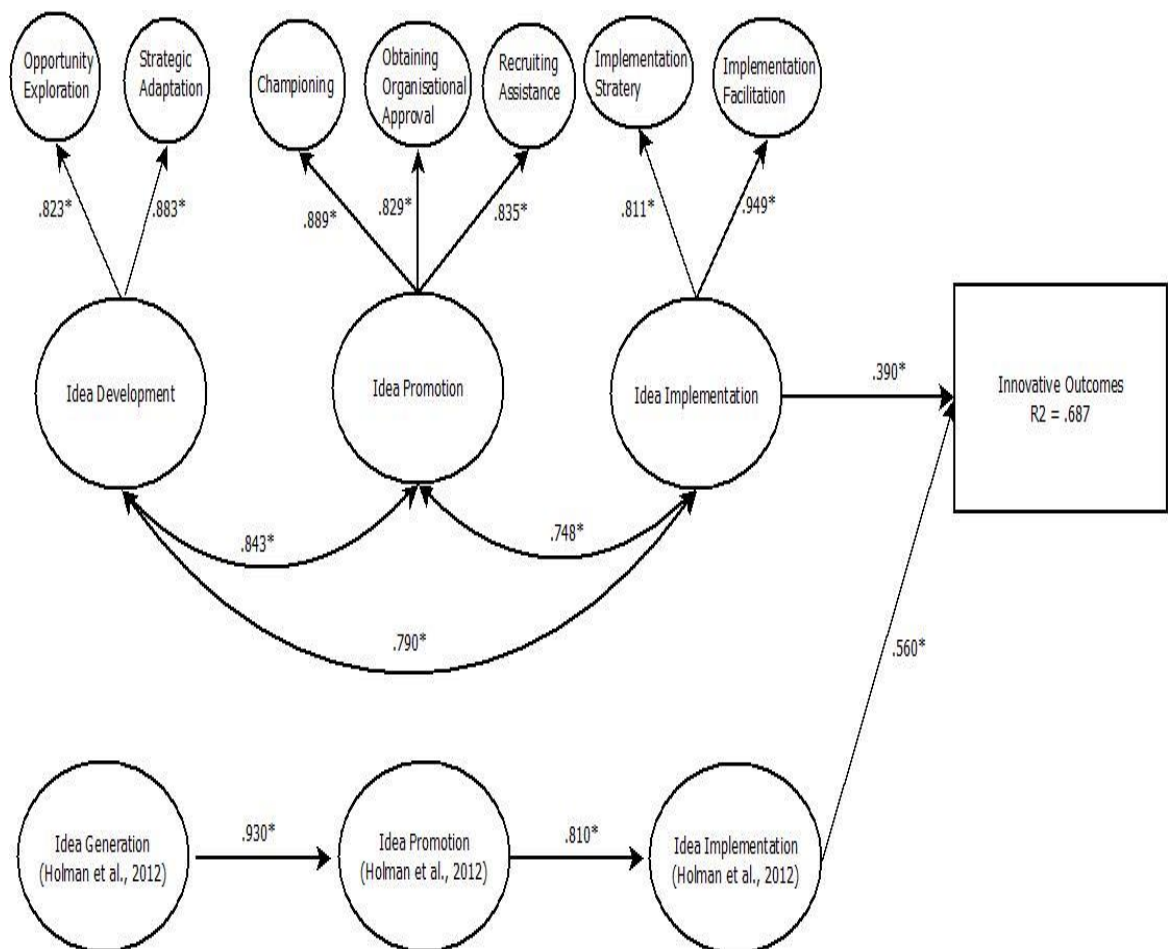 Opportunity
Exploration
Strategic
Adaptation
Championing
Obtaining
Organisational
Approval
Recruiting
Assistance
Implementation
Stratery
Implementation
Facilitation
.823*
.883*
.889*
.829*
.835*
.811*
.949*
Idea Development
Idea Promotion
Idea Implementation
.390*
Innovative Outcomes
R2 = .687
.843*
.748*
.790*
.560*
Idea Generation
(Holman et al., 2012)
.930*
Idea Promotion
(Holman et al., 2012)
.810*
Idea Implementation
(Holman et al., 2012)